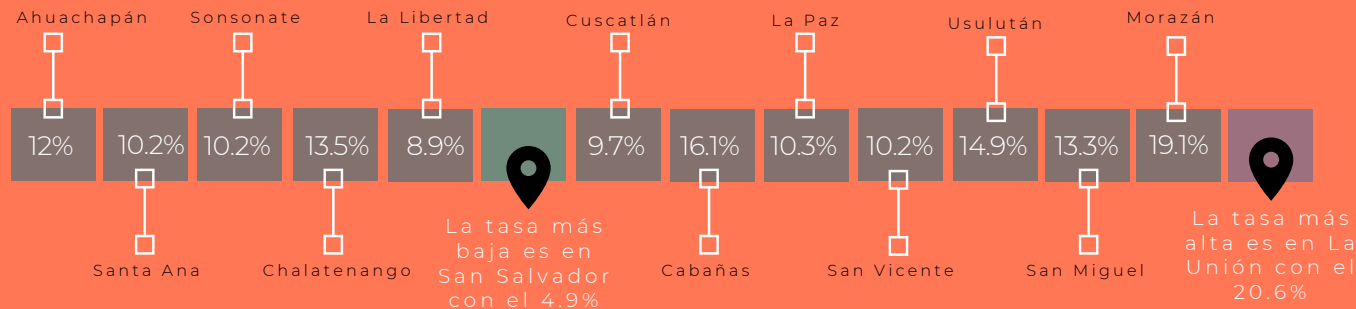 Ahuachapán
Sonsonate
La Libertad
Cuscatlán
La Paz
Usulután
Morazán
12%
10.2%
10.2%
13.5%
8.9%
9.7%
16.1%
10.3%
10.2%
14.9%
13.3%
19.1%
Santa Ana
Chalatenango
La tasa más
baja es en
San Salvador
con el 4.9%
Cabañas
San Vicente
San Miguel
La tasa más
alta es en La
Unión con el
20.6%